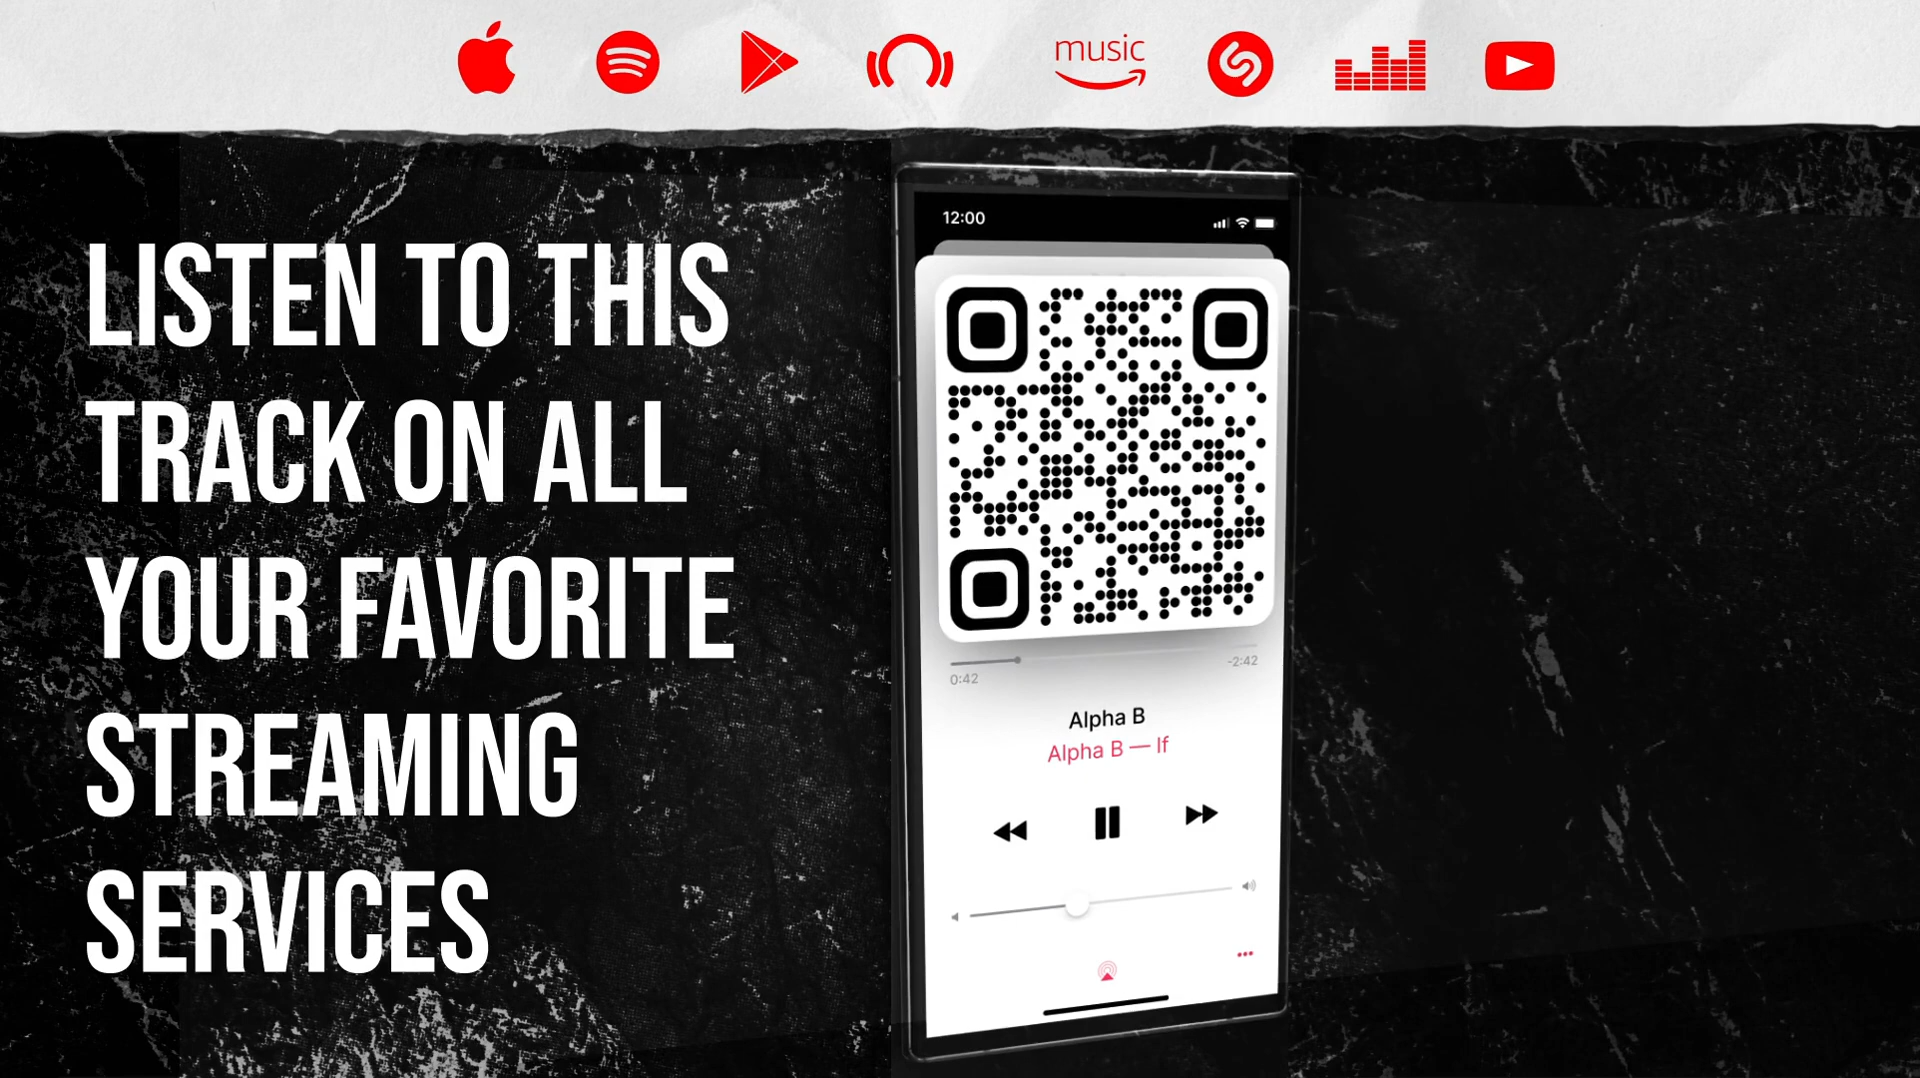 music
LISTEN TO THIS
TRACK ON ALL
YOUR FAVORITE
STREAMING
SERVICES
12:00
0:42
-2:42
Alpha B
Alpha B — If